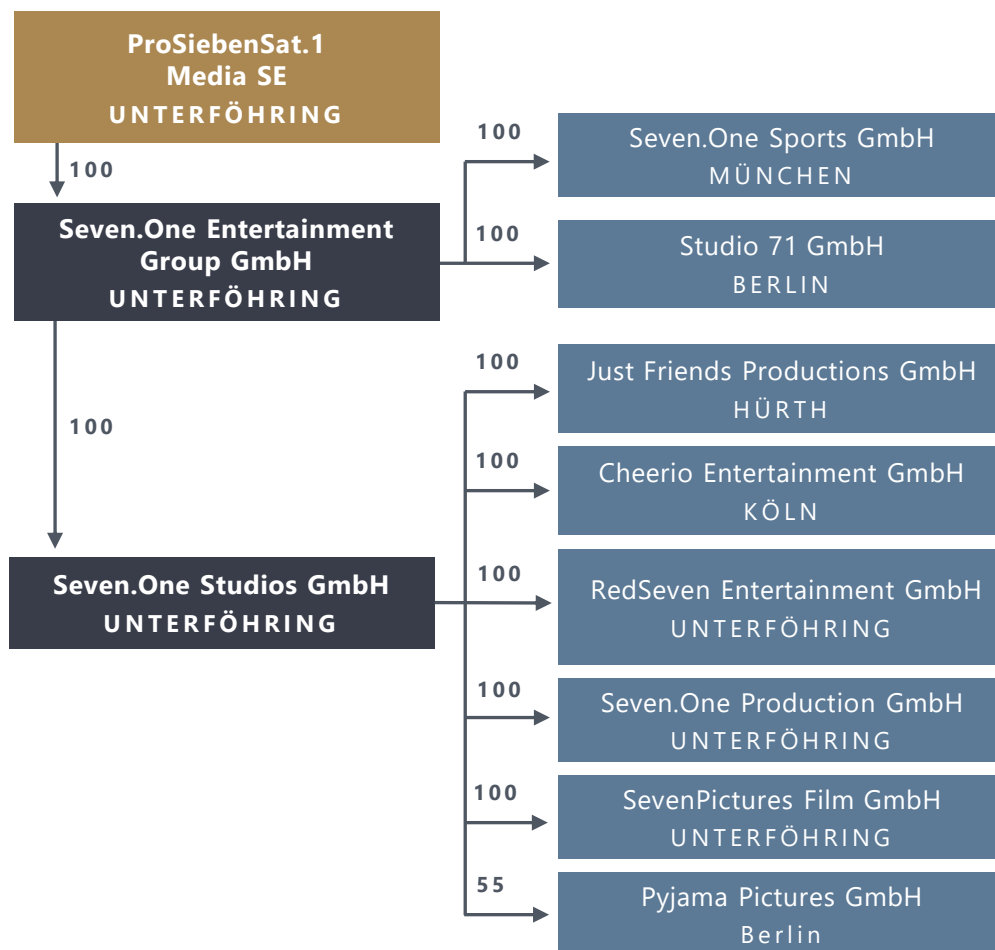 ProSiebenSat.1
Media SE
UNTERFÖHRING
100
Seven.One Entertainment
Group GmbH
UNTERFÖHRING
100
Seven.One Sports GmbH
MÜNCHEN
100
Studio 71 GmbH
BERLIN
100
Seven.One Studios GmbH
UNTERFÖHRING
100
Just Friends Productions GmbH
HÜRTH
100
Cheerio Entertainment GmbH
KÖLN
100
RedSeven Entertainment GmbH
UNTERFÖHRING
100
Seven.One Production GmbH
UNTERFÖHRING
100
SevenPictures Film GmbH
UNTERFÖHRING
55
Pyjama Pictures GmbH
Berlin